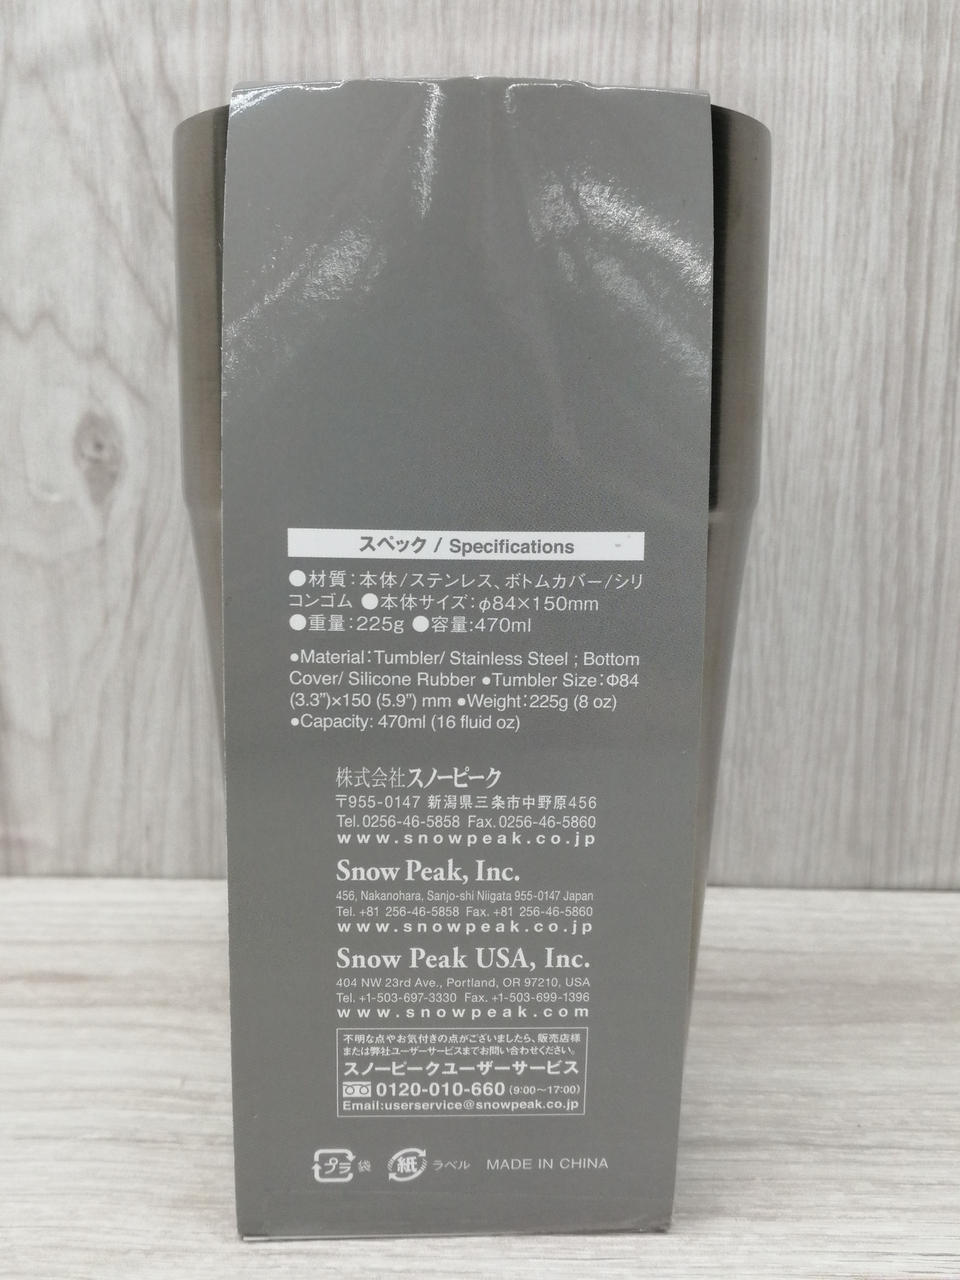 スペック / Specifications
●材質：本体/ステンレス、ボトムカバー/シリ
コンゴム ●本体サイズ：φ84×150mm
●重量：225g ●容量:470ml
●Material：Tumbler/ Stainless Steel ; Bottom
Cover/ Silicone Rubber ●Tumbler Size：Φ84
(3.3”)×150 (5.9”) mm ●Weight：225g (8 oz)
●Capacity: 470ml (16 fluid oz)
株式会社スノーピーク
〒955-0147 新潟県三条市中野原456
Tel. 0256-46-5858 Fax. 0256-46-5860
www.snowpeak.co.jp
Snow Peak, Inc.
456, Nakanohara, Sanjo-shi Niigata 955-0147 Japan
Tel. +81 256-46-5858 Fax. +81 256-46-5860
www.snowpeak.co.jp
Snow Peak USA, Inc.
404 NW 23rd Ave., Portland, OR 97210, USA
Tel. +1-503-697-3330 Fax. +1-503-699-1396
www.snowpeak.com
不明な点やお気付きの点がございましたら、販売店様
または弊社ユーザーサービスまでお問い合わせください。
スノーピークユーザーサービス
0120-010-660 (9:00～17:00)
Email:userservice@snowpeak.co.jp
プラ 袋 紙 ラベル MADE IN CHINA